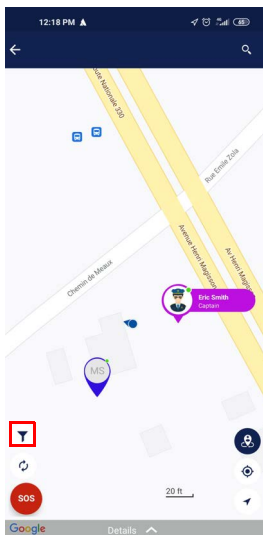 12:18 PM
45
Route Nationale 330
Rue Emile Zola
Chemin de Meaux
Avenue Henri Magisson
Av Henri Magisson
Eric Smith
Captain
MS
20 ft
SOS
Google
Details